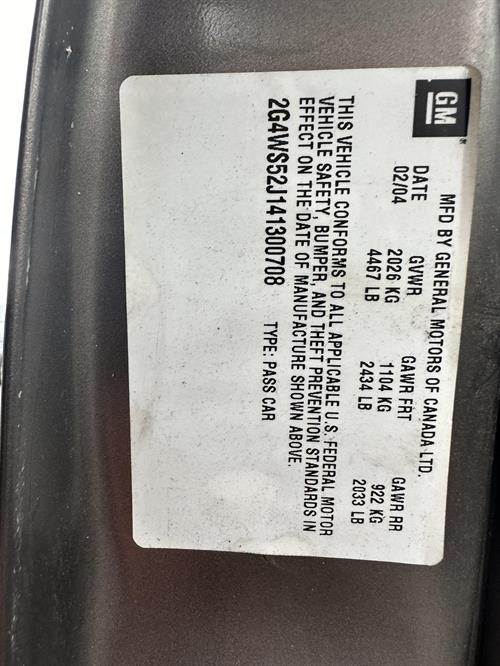 GM
MFD BY GENERAL MOTORS OF CANADA LTD.
DATE GVWR GAWR FRT GAWR RR
02/04 2026 KG 1104 KG 922 KG
4467 LB 2434 LB 2033 LB
THIS VEHICLE CONFORMS TO ALL APPLICABLE U.S. FEDERAL MOTOR
VEHICLE SAFETY, BUMPER, AND THEFT PREVENTION STANDARDS IN
EFFECT ON THE DATE OF MANUFACTURE SHOWN ABOVE.
2G4WS52J141300708 TYPE: PASS CAR